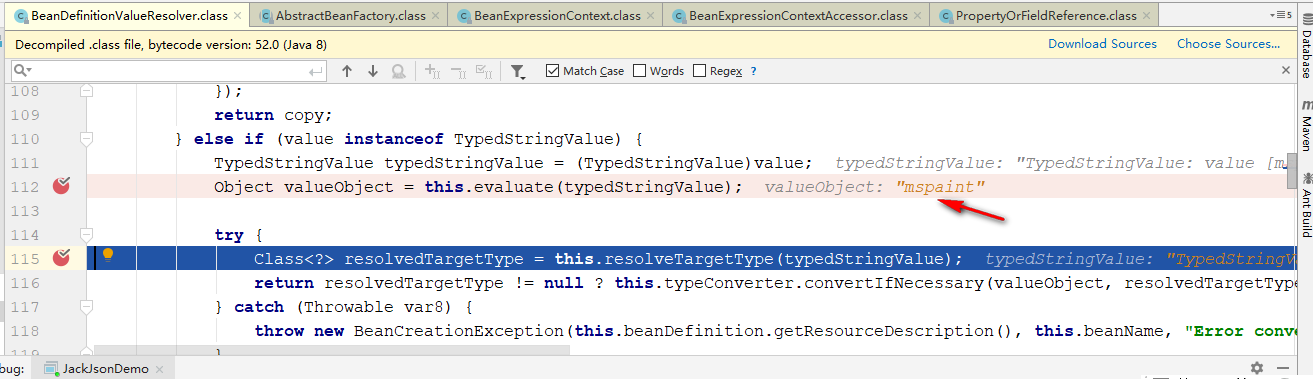 BeanDefinitionValueResolver.class × AbstractBeanFactory.class × BeanExpressionContext.class × BeanExpressionContextAccessor.class × PropertyOrFieldReference.class × 5
Decompiled .class file, bytecode version: 52.0 (Java 8) Download Sources Choose Sources...
Match Case Words Regex ?
108 });
109 return copy;
110 } else if (value instanceof TypedStringValue) {
111 TypedStringValue typedStringValue = (TypedStringValue)value; typedStringValue: "TypedStringValue: value [m
112 Object valueObject = this.evaluate(typedStringValue); valueObject: "mspaint"
113
114 try {
115 Class<?> resolvedTargetType = this.resolveTargetType(typedStringValue); typedStringValue: "TypedStringV
116 return resolvedTargetType != null ? this.typeConverter.convertIfNecessary(valueObject, resolvedTargetType
117 } catch (Throwable var8) {
118 throw new BeanCreationException(this.beanDefinition.getResourceDescription(), this.beanName, "Error conve
119 }
bug: JackJsonDemo ×
Database
Maven
Ant Build